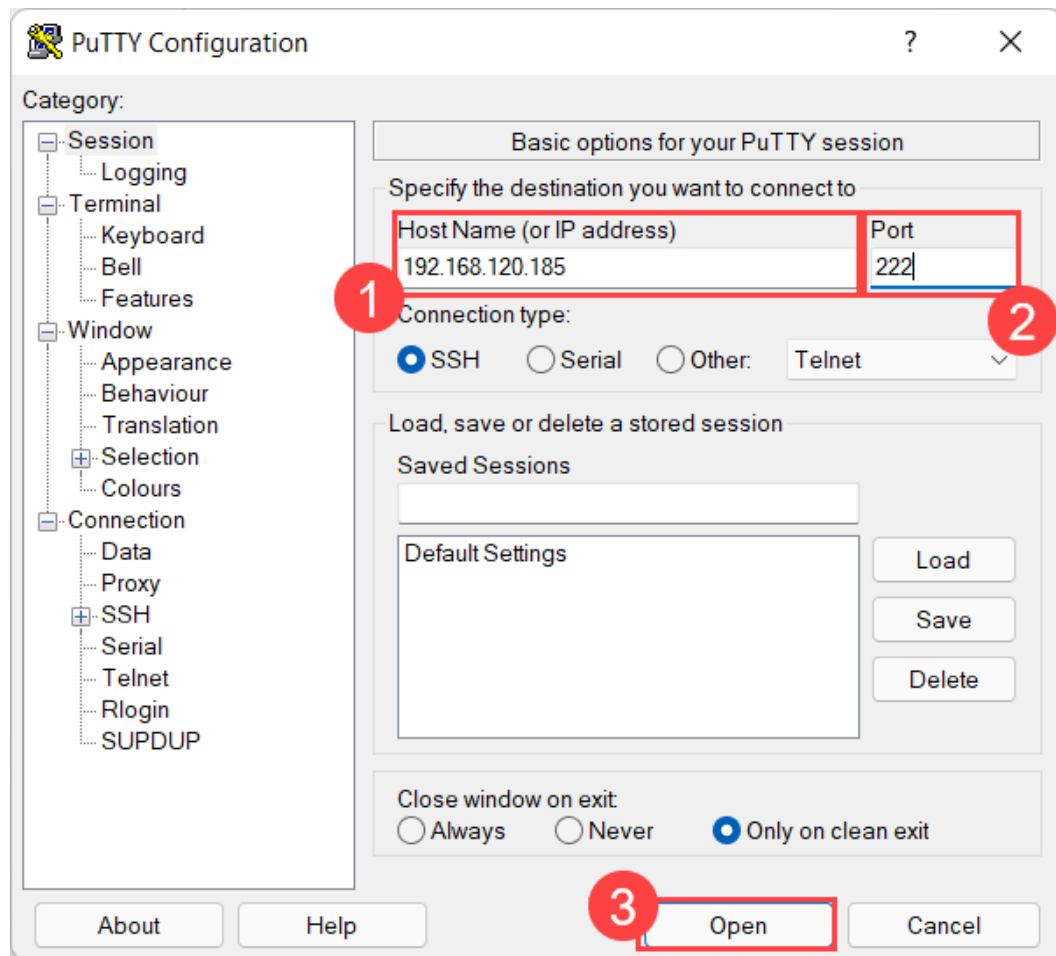 PuTTY Configuration
?
Category:
Session
Logging
Terminal
Keyboard
Bell
Features
Window
Appearance
Behaviour
Translation
Selection
Colours
Connection
Data
Proxy
SSH
Serial
Telnet
Rlogin
SUPDUP
Basic options for your PuTTY session
Specify the destination you want to connect to
Host Name (or IP address) Port
192.168.120.185 222
1 2
Connection type:
SSH Serial Other: Telnet
Load, save or delete a stored session
Saved Sessions
Default Settings
Load
Save
Delete
Close window on exit:
Always Never Only on clean exit
3
About Help Open Cancel